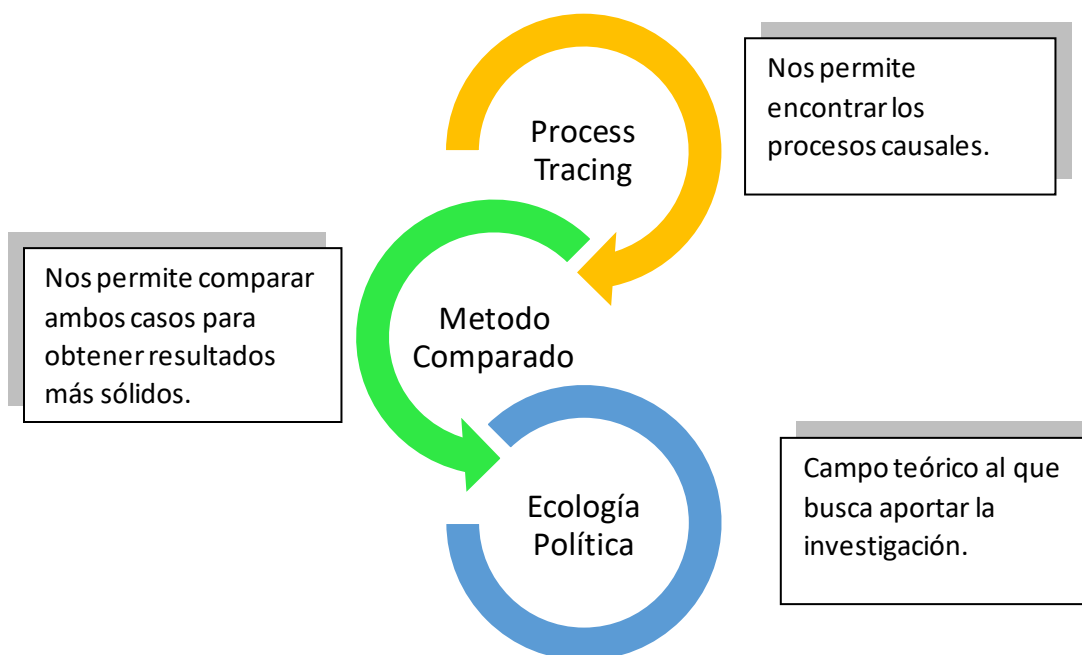 Process
Tracing
Nos permite
encontrar los
procesos causales.
Nos permite comparar
ambos casos para
obtener resultados
más sólidos.
Metodo
Comparado
Ecología
Política
Campo teórico al que
busca aportar la
investigación.